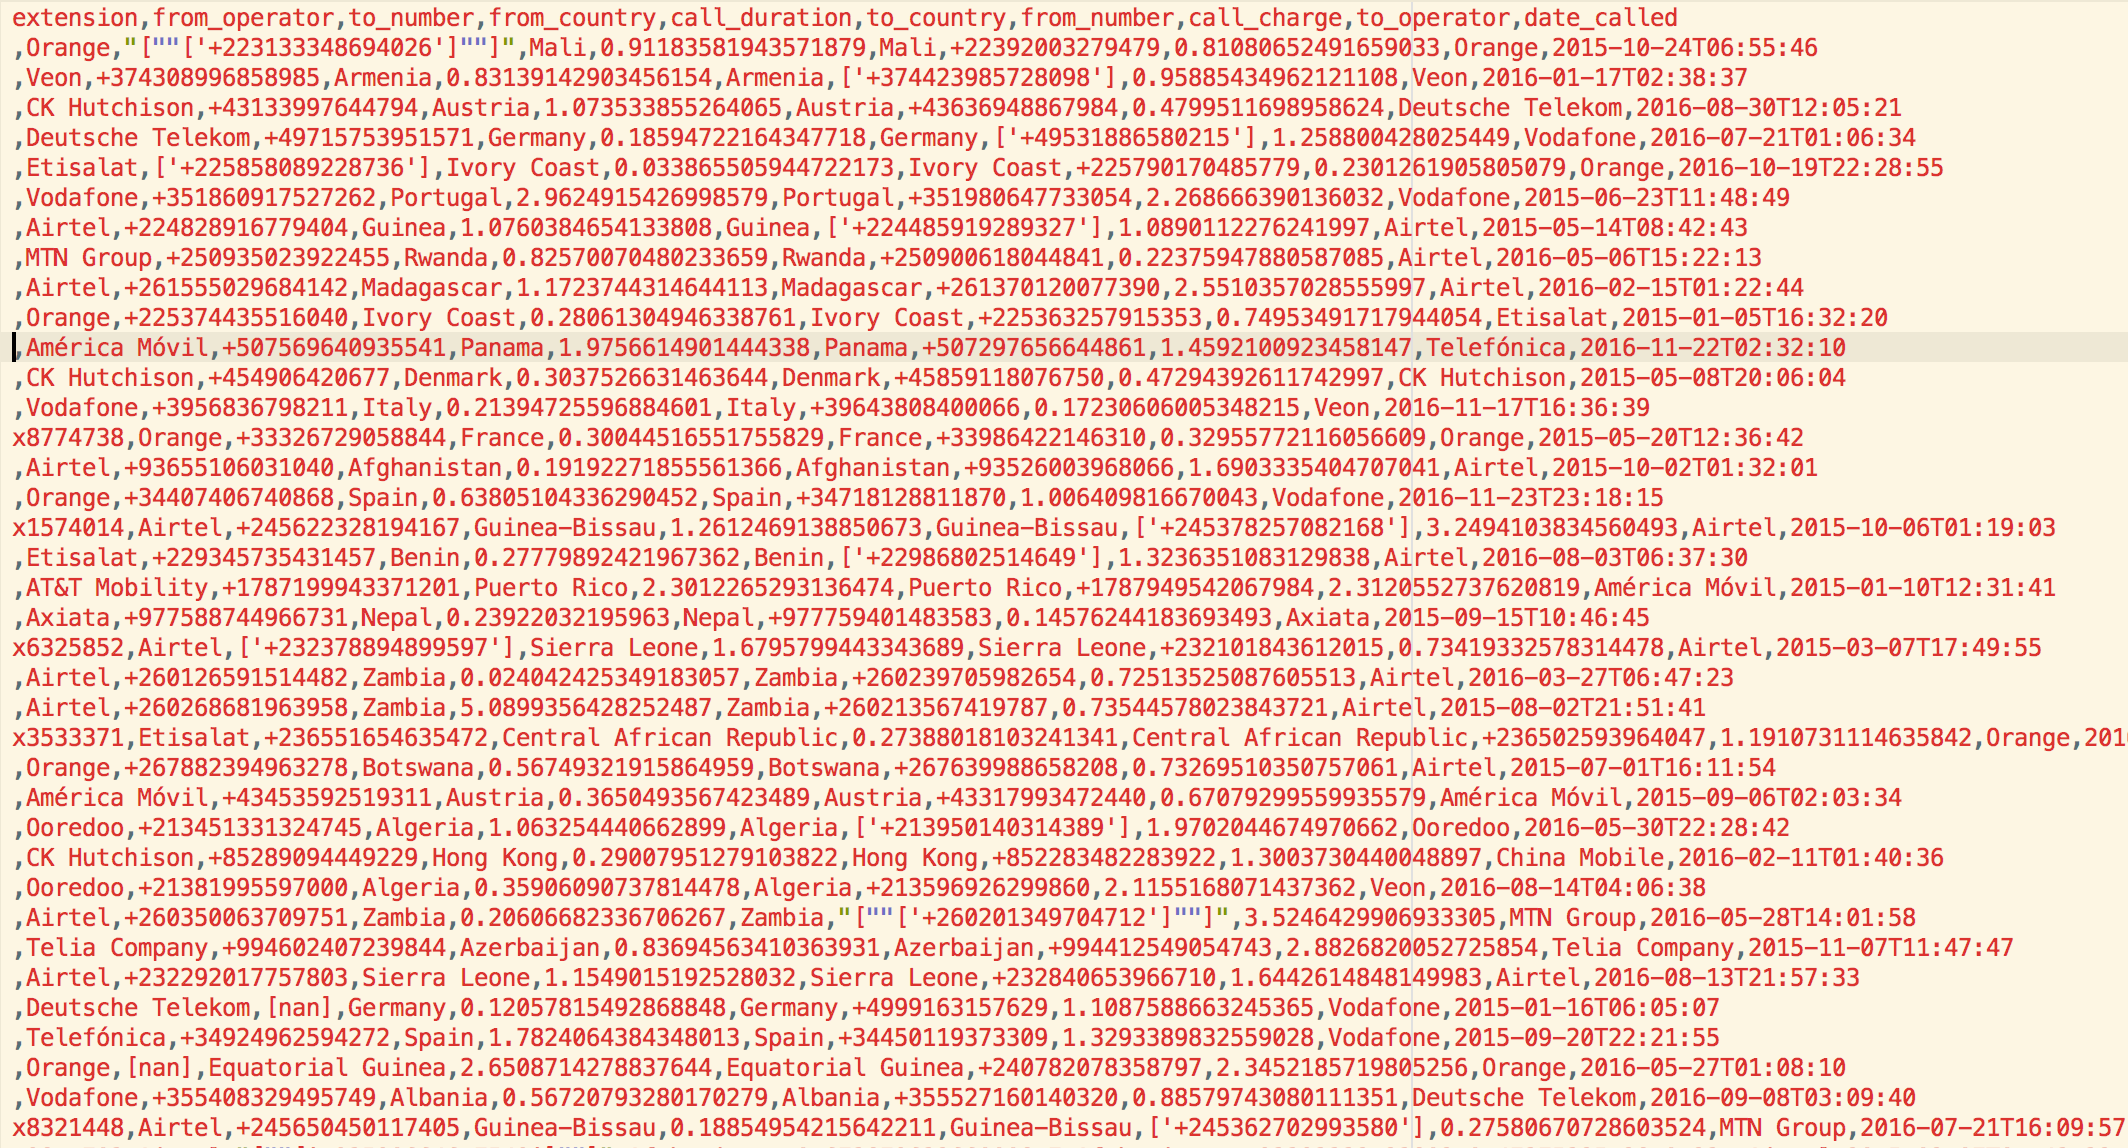 extension,from_operator,to_number,from_country,call_duration,to_country,from_number,call_charge,to_operator,date_called
,Orange,"[""['+223133348694026']""]",Mali,0.91183581943571879,Mali,+22392003279479,0.81080652491659033,Orange,2015-10-24T06:55:46
,Veon,+374308996858985,Armenia,0.83139142903456154,Armenia,['+374423985728098'],0.95885434962121108,Veon,2016-01-17T02:38:37
,CK Hutchison,+43133997644794,Austria,1.073533855264065,Austria,+43636948867984,0.4799511698958624,Deutsche Telekom,2016-08-30T12:05:21
,Deutsche Telekom,+49715753951571,Germany,0.18594722164347718,Germany,['+49531886580215'],1.258800428025449,Vodafone,2016-07-21T01:06:34
,Etisalat,['+225858089228736'],Ivory Coast,0.033865505944722173,Ivory Coast,+225790170485779,0.2301261905805079,Orange,2016-10-19T22:28:55
,Vodafone,+351860917527262,Portugal,2.9624915426998579,Portugal,+351980647733054,2.268666390136032,Vodafone,2015-06-23T11:48:49
,Airtel,+224828916779404,Guinea,1.0760384654133808,Guinea,['+224485919289327'],1.0890112276241997,Airtel,2015-05-14T08:42:43
,MTN Group,+250935023922455,Rwanda,0.82570070480233659,Rwanda,+250900618044841,0.22375947880587085,Airtel,2016-05-06T15:22:13
,Airtel,+261555029684142,Madagascar,1.1723744314644113,Madagascar,+261370120077390,2.5510357028555997,Airtel,2016-02-15T01:22:44
,Orange,+225374435516040,Ivory Coast,0.28061304946338761,Ivory Coast,+225363257915353,0.74953491717944054,Etisalat,2015-01-05T16:32:20
,América Móvil,+507569640935541,Panama,1.9756614901444338,Panama,+507297656644861,1.4592100923458147,Telefónica,2016-11-22T02:32:10
,CK Hutchison,+454906420677,Denmark,0.3037526631463644,Denmark,+45859118076750,0.47294392611742997,CK Hutchison,2015-05-08T20:06:04
,Vodafone,+3956836798211,Italy,0.21394725596884601,Italy,+39643808400066,0.17230606005348215,Veon,2016-11-17T16:36:39
x8774738,Orange,+33326729058844,France,0.30044516551755829,France,+33986422146310,0.32955772116056609,Orange,2015-05-20T12:36:42
,Airtel,+93655106031040,Afghanistan,0.19192271855561366,Afghanistan,+93526003968066,1.6903335404707041,Airtel,2015-10-02T01:32:01
,Orange,+34407406740868,Spain,0.63805104336290452,Spain,+34718128811870,1.006409816670043,Vodafone,2016-11-23T23:18:15
x1574014,Airtel,+245622328194167,Guinea-Bissau,1.2612469138850673,Guinea-Bissau,['+245378257082168'],3.2494103834560493,Airtel,2015-10-06T01:19:03
,Etisalat,+229345735431457,Benin,0.27779892421967362,Benin,['+22986802514649'],1.3236351083129838,Airtel,2016-08-03T06:37:30
,AT&T Mobility,+17871999433​71201,Puerto Rico,2.3012265293136474,Puerto Rico,+1787949542067984,2.3120552737620819,América Móvil,2015-01-10T12:31:41
,Axiata,+977588744966731,Nepal,0.23922032195963,Nepal,+977759401483583,0.14576244183693493,Axiata,2015-09-15T10:46:45
x6325852,Airtel,['+232378894899597'],Sierra Leone,1.6795799443343689,Sierra Leone,+232101843612015,0.73419332578314478,Airtel,2015-03-07T17:49:55
,Airtel,+260126591514482,Zambia,0.024042425349183057,Zambia,+260239705982654,0.72513525087605513,Airtel,2016-03-27T06:47:23
,Airtel,+260268681963958,Zambia,5.0899356428252487,Zambia,+260213567419787,0.73544578023843721,Airtel,2015-08-02T21:51:41
x3533371,Etisalat,+236551654635472,Central African Republic,0.27388018103241341,Central African Republic,+236502593964047,1.1910731114635842,Orange,201
,Orange,+267882394963278,Botswana,0.56749321915864959,Botswana,+267639988658208,0.73269510350757061,Airtel,2015-07-01T16:11:54
,América Móvil,+43453592519311,Austria,0.3650493567423489,Austria,+43317993472440,0.67079299559935579,América Móvil,2015-09-06T02:03:34
,Ooredoo,+213451331324745,Algeria,1.063254440662899,Algeria,['+213950140314389'],1.9702044674970662,Ooredoo,2016-05-30T22:28:42
,CK Hutchison,+85289094449229,Hong Kong,0.29007951279103822,Hong Kong,+852283482283922,1.3003730440048897,China Mobile,2016-02-11T01:40:36
,Ooredoo,+21381995597000,Algeria,0.35906090737814478,Algeria,+213596926299860,2.1155168071437362,Veon,2016-08-14T04:06:38
,Airtel,+260350063709751,Zambia,0.20606682336706267,Zambia,"[""['+260201349704712']""]",3.5246429906933305,MTN Group,2016-05-28T14:01:58
,Telia Company,+994602407239844,Azerbaijan,0.83694563410363931,Azerbaijan,+994412549054743,2.8826820052725854,Telia Company,2015-11-07T11:47:47
,Airtel,+232292017757803,Sierra Leone,1.1549015192528032,Sierra Leone,+232840653966710,1.6442614848149983,Airtel,2016-08-13T21:57:33
,Deutsche Telekom,[nan],Germany,0.12057815492868848,Germany,+4999163157629,1.1087588663245365,Vodafone,2015-01-16T06:05:07
,Telefónica,+34924962594272,Spain,1.7824064384348013,Spain,+34450119373309,1.3293389832559028,Vodafone,2015-09-20T22:21:55
,Orange,[nan],Equatorial Guinea,2.6508714278837644,Equatorial Guinea,+240782078358797,2.3452185719805256,Orange,2016-05-27T01:08:10
,Vodafone,+355408329495749,Albania,0.56720793280170279,Albania,+355527160140320,0.88579743080111351,Deutsche Telekom,2016-09-08T03:09:40
x8321448,Airtel,+245650450117405,Guinea-Bissau,0.18854954215642211,Guinea-Bissau,['+245362702993580'],0.27580670728603524,MTN Group,2016-07-21T16:09:57